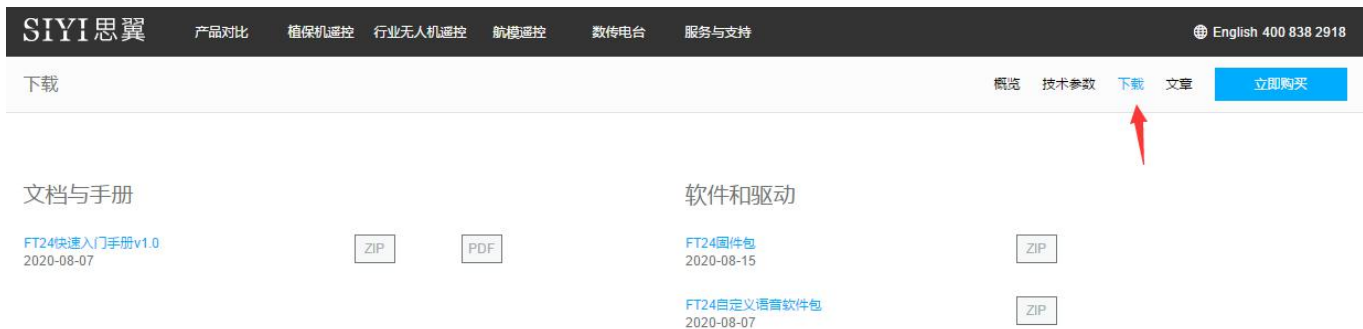 SIYI思翼 产品对比 植保机遥控 行业无人机遥控 航模遥控 数传电台 服务与支持 English 400 838 2918
下载 概览 技术参数 下载 文章 立即购买
文档与手册
FT24快速入门手册v1.0 ZIP PDF
2020-08-07
软件和驱动
FT24固件包 ZIP
2020-08-15
FT24自定义语音软件包 ZIP
2020-08-07